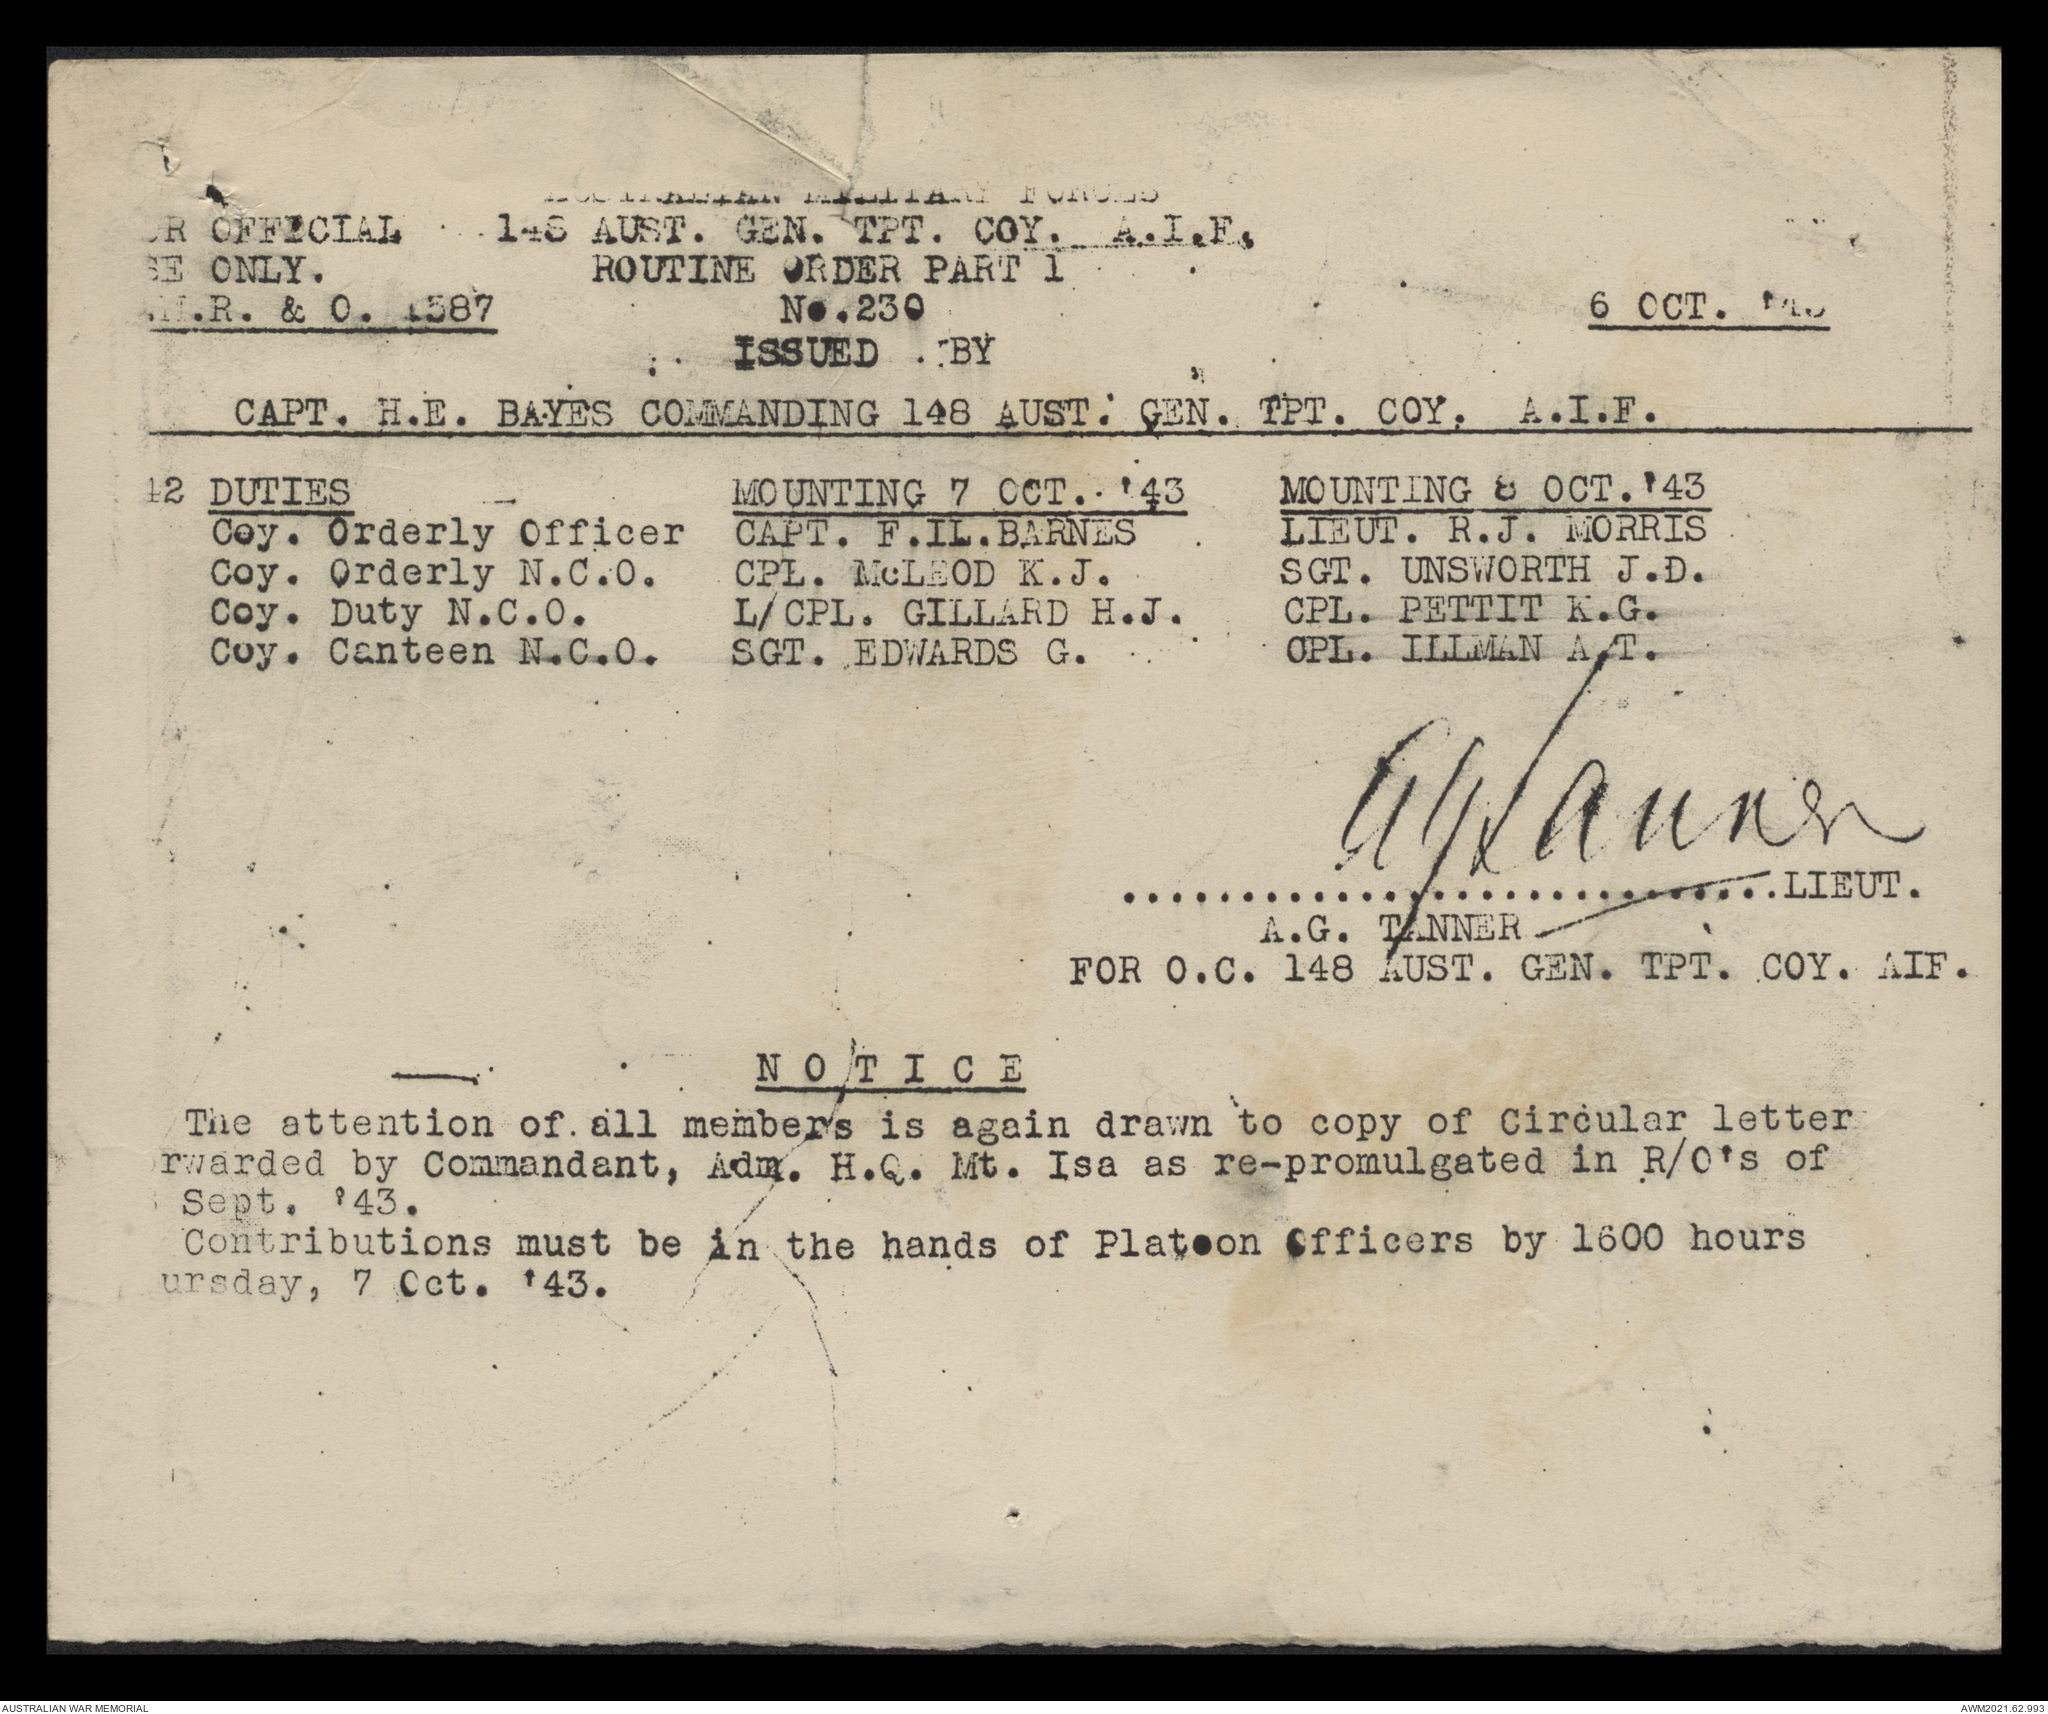 AUSTRALIAN MILITARY FORCES
OFFICIAL 148 AUST. GEN. TPT. COY. A.I.F.
ONLY. ROUTINE ORDER PART 1
.R. & O. 1587 No.230 6 OCT. '43
ISSUED BY
CAPT. H.E. BAYES COMMANDING 148 AUST. GEN. TPT. COY. A.I.F.
42 DUTIES MOUNTING 7 OCT. '43 MOUNTING 8 OCT.'43
Coy. Orderly Officer CAPT. F.IL.BARNES LIEUT. R.J. MORRIS
Coy. Orderly N.C.O. CPL. McLEOD K.J. SGT. UNSWORTH J.D.
Coy. Duty N.C.O. L/CPL. GILLARD H.J. CPL. PETTIT K.G.
Coy. Canteen N.C.O. SGT. EDWARDS G. CPL. ILLMAN A.T.
AGTanner
............................LIEUT.
A.G. TANNER
FOR O.C. 148 AUST. GEN. TPT. COY. AIF.
N O T I C E
The attention of all members is again drawn to copy of Circular letter
rwarded by Commandant, Adm. H.Q. Mt. Isa as re-promulgated in R/O's of
Sept. '43.
Contributions must be in the hands of Platoon Officers by 1600 hours
ursday, 7 Oct. '43.
AUSTRALIAN WAR MEMORIAL AWM2021.62.993